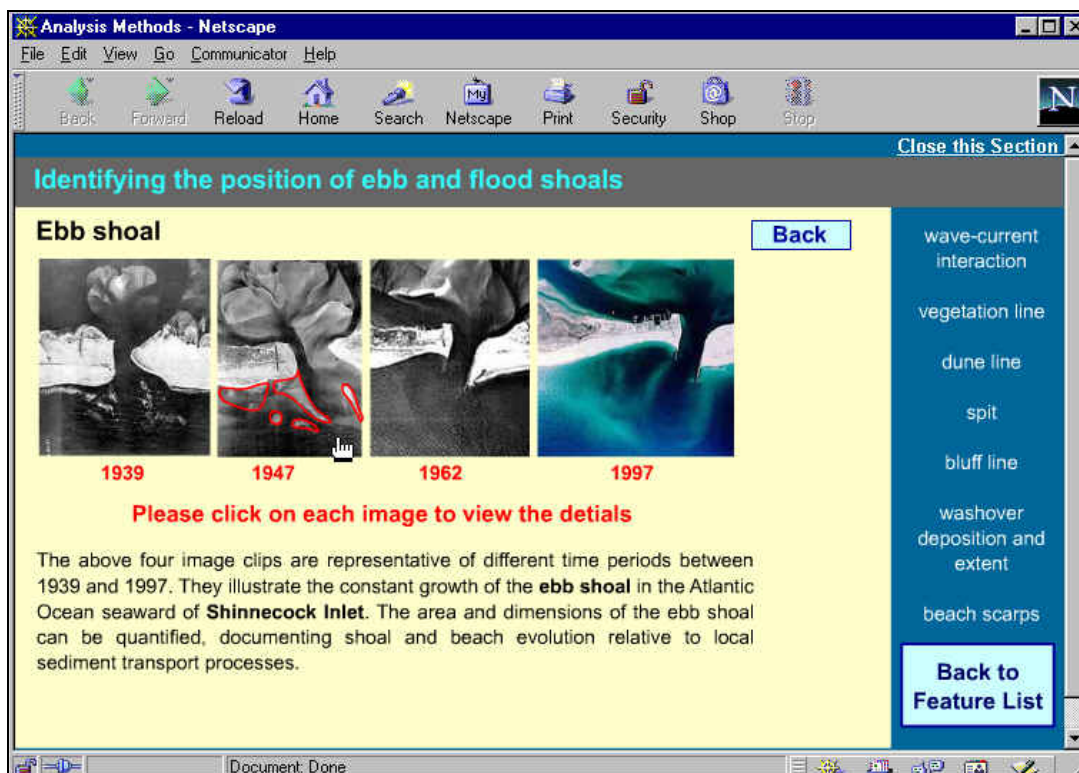 Analysis Methods - Netscape
File Edit View Go Communicator Help
Back Forward Reload Home Search Netscape Print Security Shop Stop
N
Close this Section
Identifying the position of ebb and flood shoals
Ebb shoal
Back
1939 1947 1962 1997
Please click on each image to view the detials
The above four image clips are representative of different time periods between
1939 and 1997. They illustrate the constant growth of the ebb shoal in the Atlantic
Ocean seaward of Shinnecock Inlet. The area and dimensions of the ebb shoal
can be quantified, documenting shoal and beach evolution relative to local
sediment transport processes.
wave-current
interaction
vegetation line
dune line
spit
bluff line
washover
deposition and
extent
beach scarps
Back to
Feature List
Document: Done